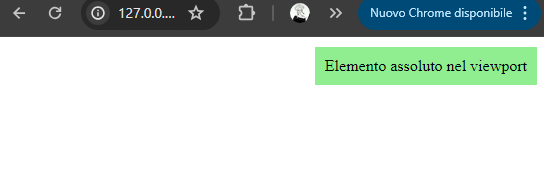 127.0.0....
Nuovo Chrome disponibile
Elemento assoluto nel viewport